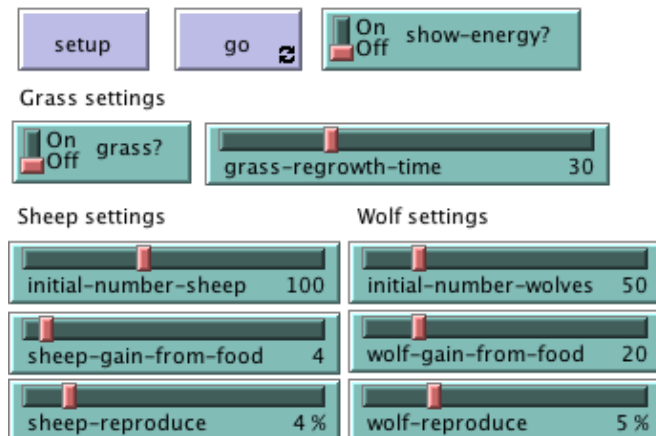 setup
go
On
Off
show-energy?
Grass settings
On
Off
grass?
grass-regrowth-time 30
Sheep settings
Wolf settings
initial-number-sheep 100
initial-number-wolves 50
sheep-gain-from-food 4
wolf-gain-from-food 20
sheep-reproduce 4 %
wolf-reproduce 5 %